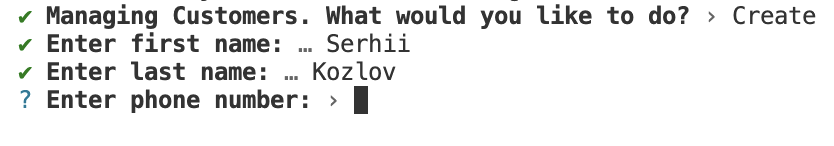 ✔ Managing Customers. What would you like to do? › Create
✔ Enter first name: … Serhii
✔ Enter last name: … Kozlov
? Enter phone number: ›